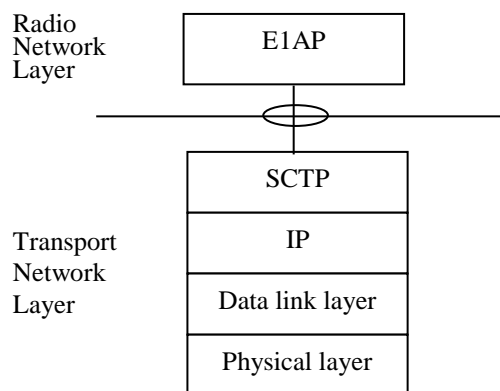 Radio
Network
Layer
E1AP
SCTP
IP
Transport
Network
Layer
Data link layer
Physical layer